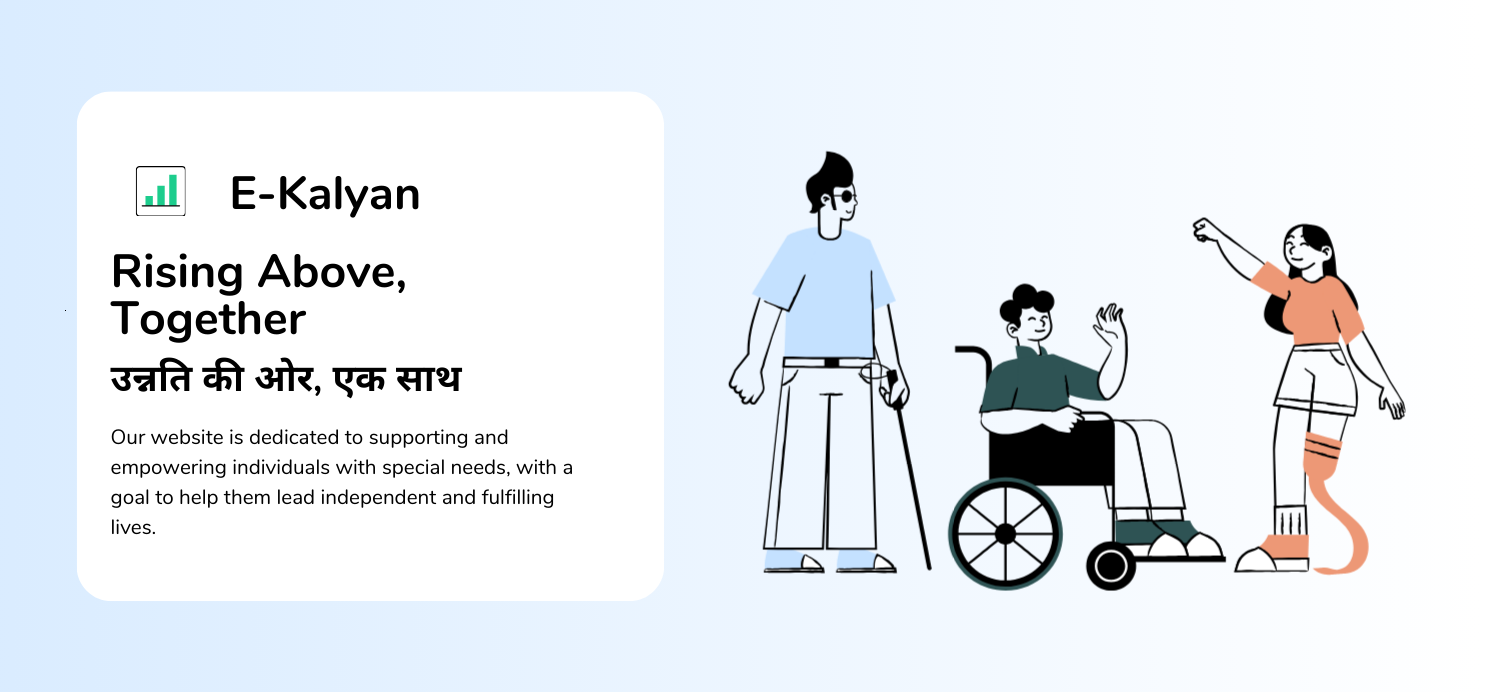 E-Kalyan
Rising Above,
Together
उन्नति की ओर, एक साथ
Our website is dedicated to supporting and
empowering individuals with special needs, with a
goal to help them lead independent and fulfilling
lives.